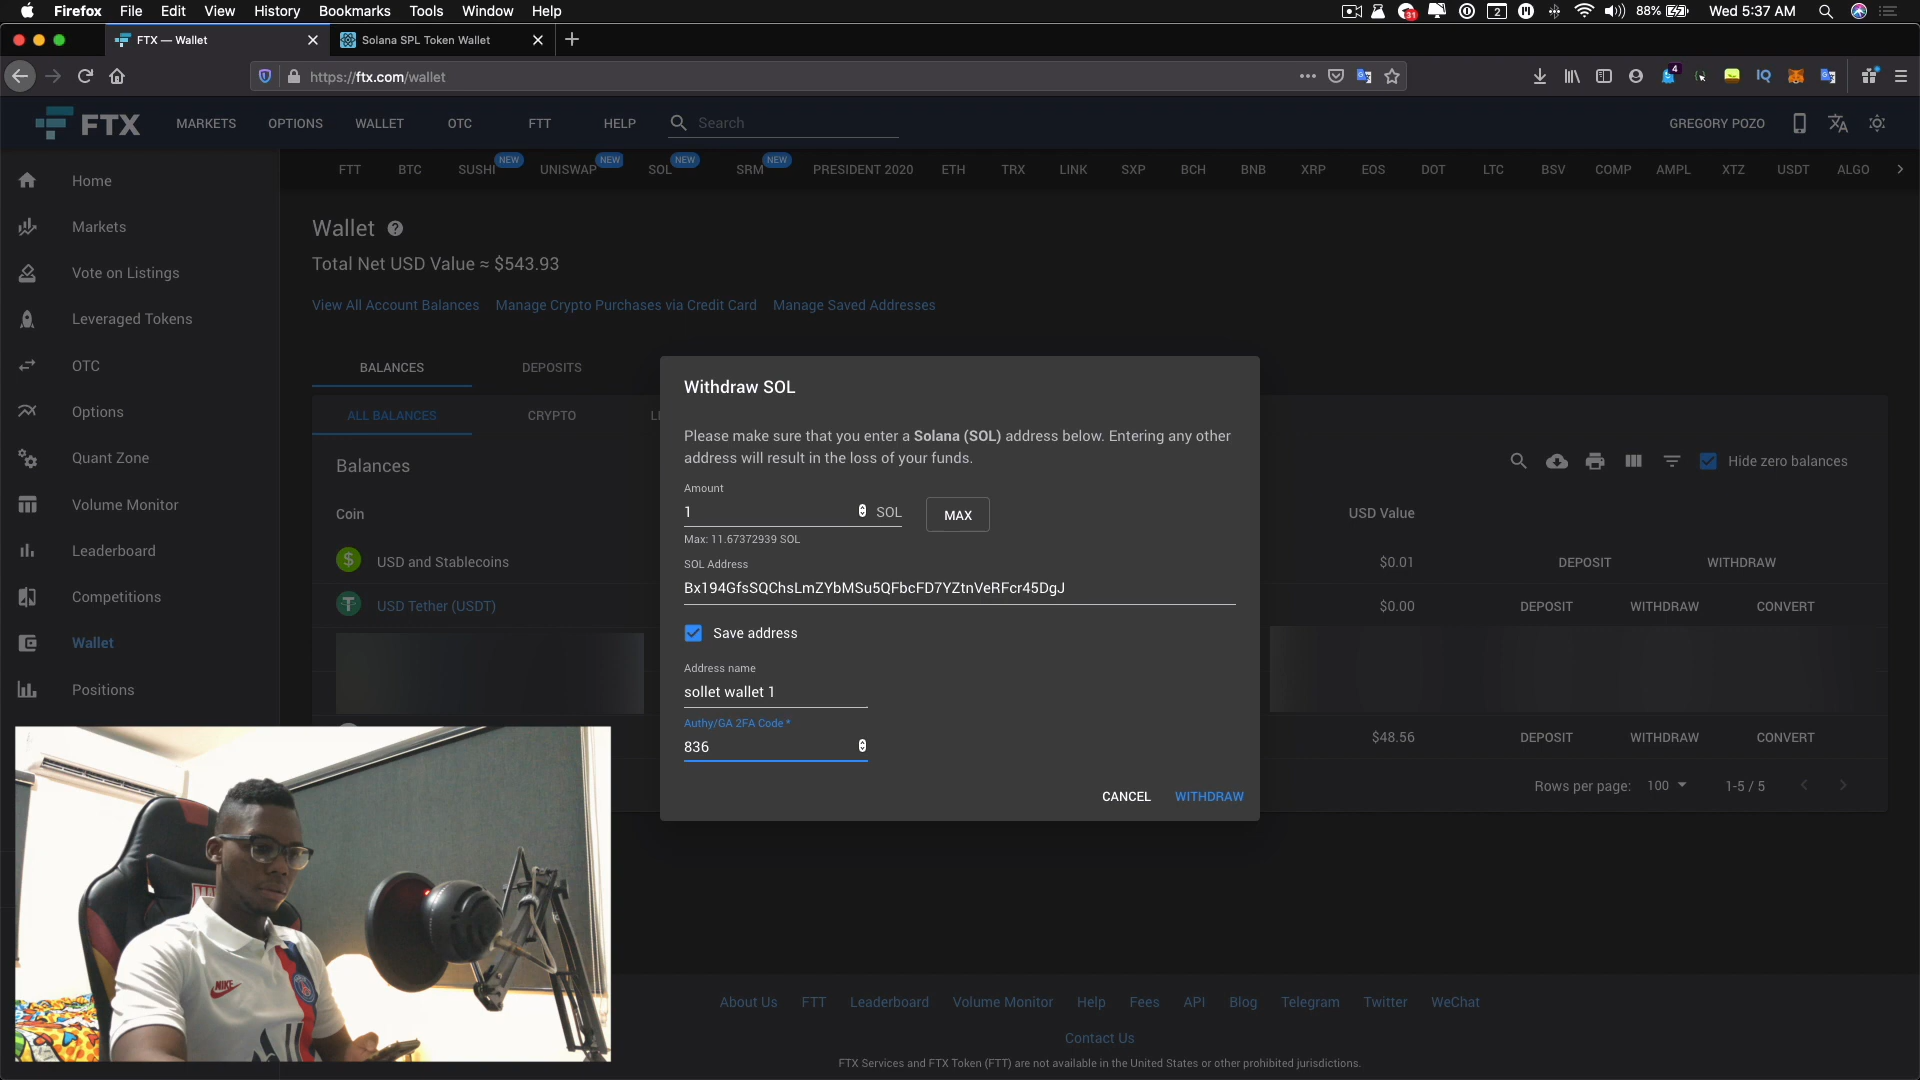 Firefox File Edit View History Bookmarks Tools Window Help
31 2 88% Wed 5:37 AM
FTX — Wallet Solana SPL Token Wallet
https://ftx.com/wallet
4 IQ
FTX MARKETS OPTIONS WALLET OTC FTT HELP Search GREGORY POZO
NEW NEW NEW NEW
FTT BTC SUSHI UNISWAP SOL SRM PRESIDENT 2020 ETH TRX LINK SXP BCH BNB XRP EOS DOT LTC BSV COMP AMPL XTZ USDT ALGO
Home
Markets
Vote on Listings
Leveraged Tokens
OTC
Options
Quant Zone
Volume Monitor
Leaderboard
Competitions
Wallet
Positions
Wallet
Total Net USD Value ≈ $543.93
View All Account Balances Manage Crypto Purchases via Credit Card Manage Saved Addresses
BALANCES DEPOSITS
ALL BALANCES CRYPTO
Balances
Hide zero balances
Coin USD Value
USD and Stablecoins $0.01 DEPOSIT WITHDRAW
USD Tether (USDT) $0.00 DEPOSIT WITHDRAW CONVERT
$48.56 DEPOSIT WITHDRAW CONVERT
Rows per page: 100 1-5 / 5
Withdraw SOL
Please make sure that you enter a Solana (SOL) address below. Entering any other
address will result in the loss of your funds.
Amount
1 SOL MAX
Max: 11.67372939 SOL
SOL Address
Bx194GfsSQChsLmZYbMSu5QFbcFD7YZtnVeRFcr45DgJ
Save address
Address name
sollet wallet 1
Authy/GA 2FA Code *
836
CANCEL WITHDRAW
NIKE
About Us FTT Leaderboard Volume Monitor Help Fees API Blog Telegram Twitter WeChat
Contact Us
FTX Services and FTX Token (FTT) are not available in the United States or other prohibited jurisdictions.